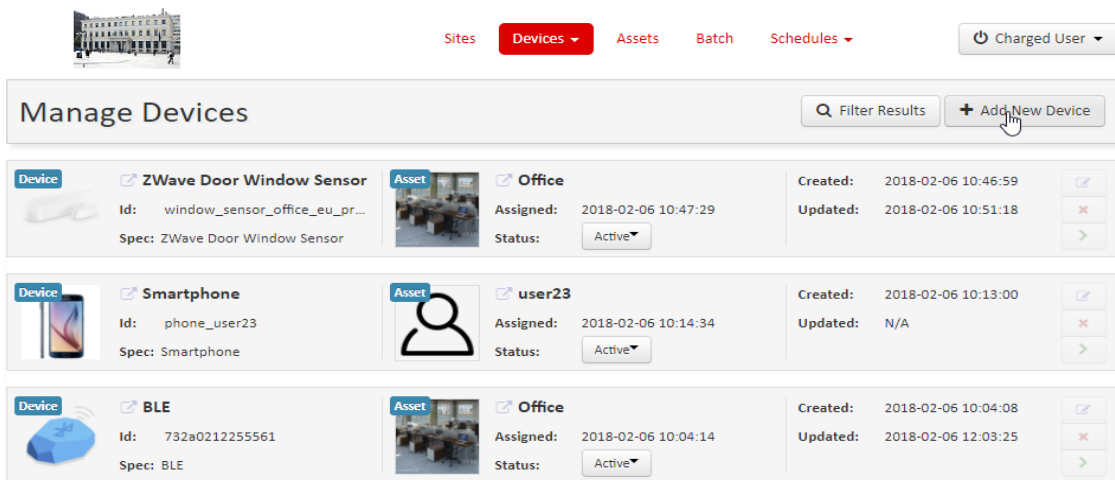 Sites Devices Assets Batch Schedules Charged User
Manage Devices Filter Results Add New Device
Device ZWave Door Window Sensor Asset Office Created: 2018-02-06 10:46:59
Id: window_sensor_office_eu_pr... Assigned: 2018-02-06 10:47:29 Updated: 2018-02-06 10:51:18
Spec: ZWave Door Window Sensor Status: Active
Device Smartphone Asset user23 Created: 2018-02-06 10:13:00
Id: phone_user23 Assigned: 2018-02-06 10:14:34 Updated: N/A
Spec: Smartphone Status: Active
Device BLE Asset Office Created: 2018-02-06 10:04:08
Id: 732a0212255561 Assigned: 2018-02-06 10:04:14 Updated: 2018-02-06 12:03:25
Spec: BLE Status: Active